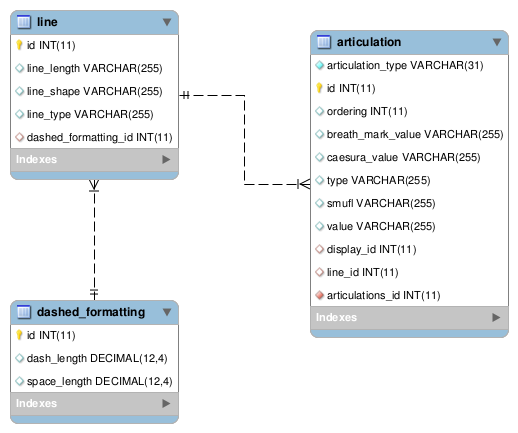 line
id INT(11)
line_length VARCHAR(255)
line_shape VARCHAR(255)
line_type VARCHAR(255)
dashed_formatting_id INT(11)
Indexes
articulation
articulation_type VARCHAR(31)
id INT(11)
ordering INT(11)
breath_mark_value VARCHAR(255)
caesura_value VARCHAR(255)
type VARCHAR(255)
smufl VARCHAR(255)
value VARCHAR(255)
display_id INT(11)
line_id INT(11)
articulations_id INT(11)
Indexes
dashed_formatting
id INT(11)
dash_length DECIMAL(12,4)
space_length DECIMAL(12,4)
Indexes